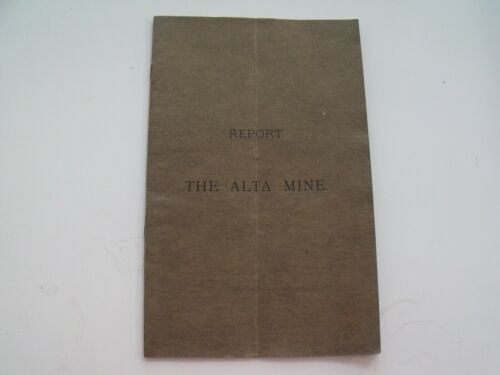 REPORT
THE ALTA MINE.